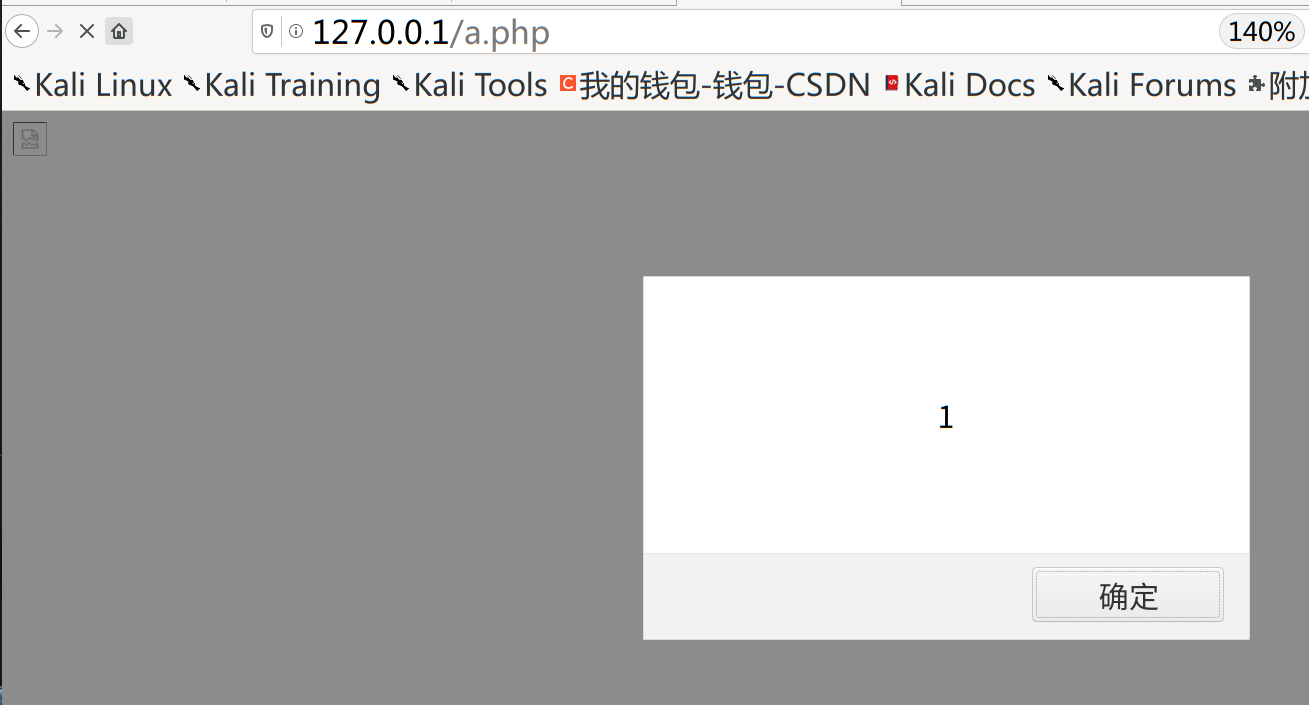 127.0.0.1/a.php 140%
Kali Linux Kali Training Kali Tools 我的钱包-钱包-CSDN Kali Docs Kali Forums 附加
1
确定